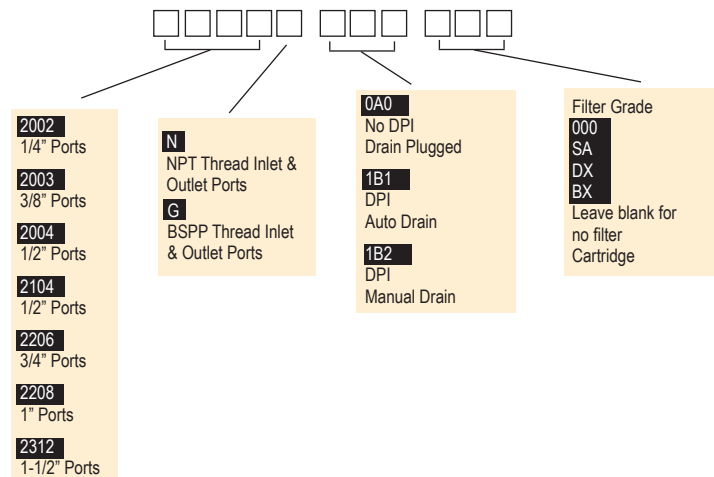 2002
1/4” Ports
2003
3/8” Ports
2004
1/2” Ports
2104
1/2” Ports
2206
3/4” Ports
2208
1” Ports
2312
1-1/2” Ports
N
NPT Thread Inlet &
Outlet Ports
G
BSPP Thread Inlet
& Outlet Ports
0A0
No DPI
Drain Plugged
1B1
DPI
Auto Drain
1B2
DPI
Manual Drain
Filter Grade
000
SA
DX
BX
Leave blank for
no filter
Cartridge